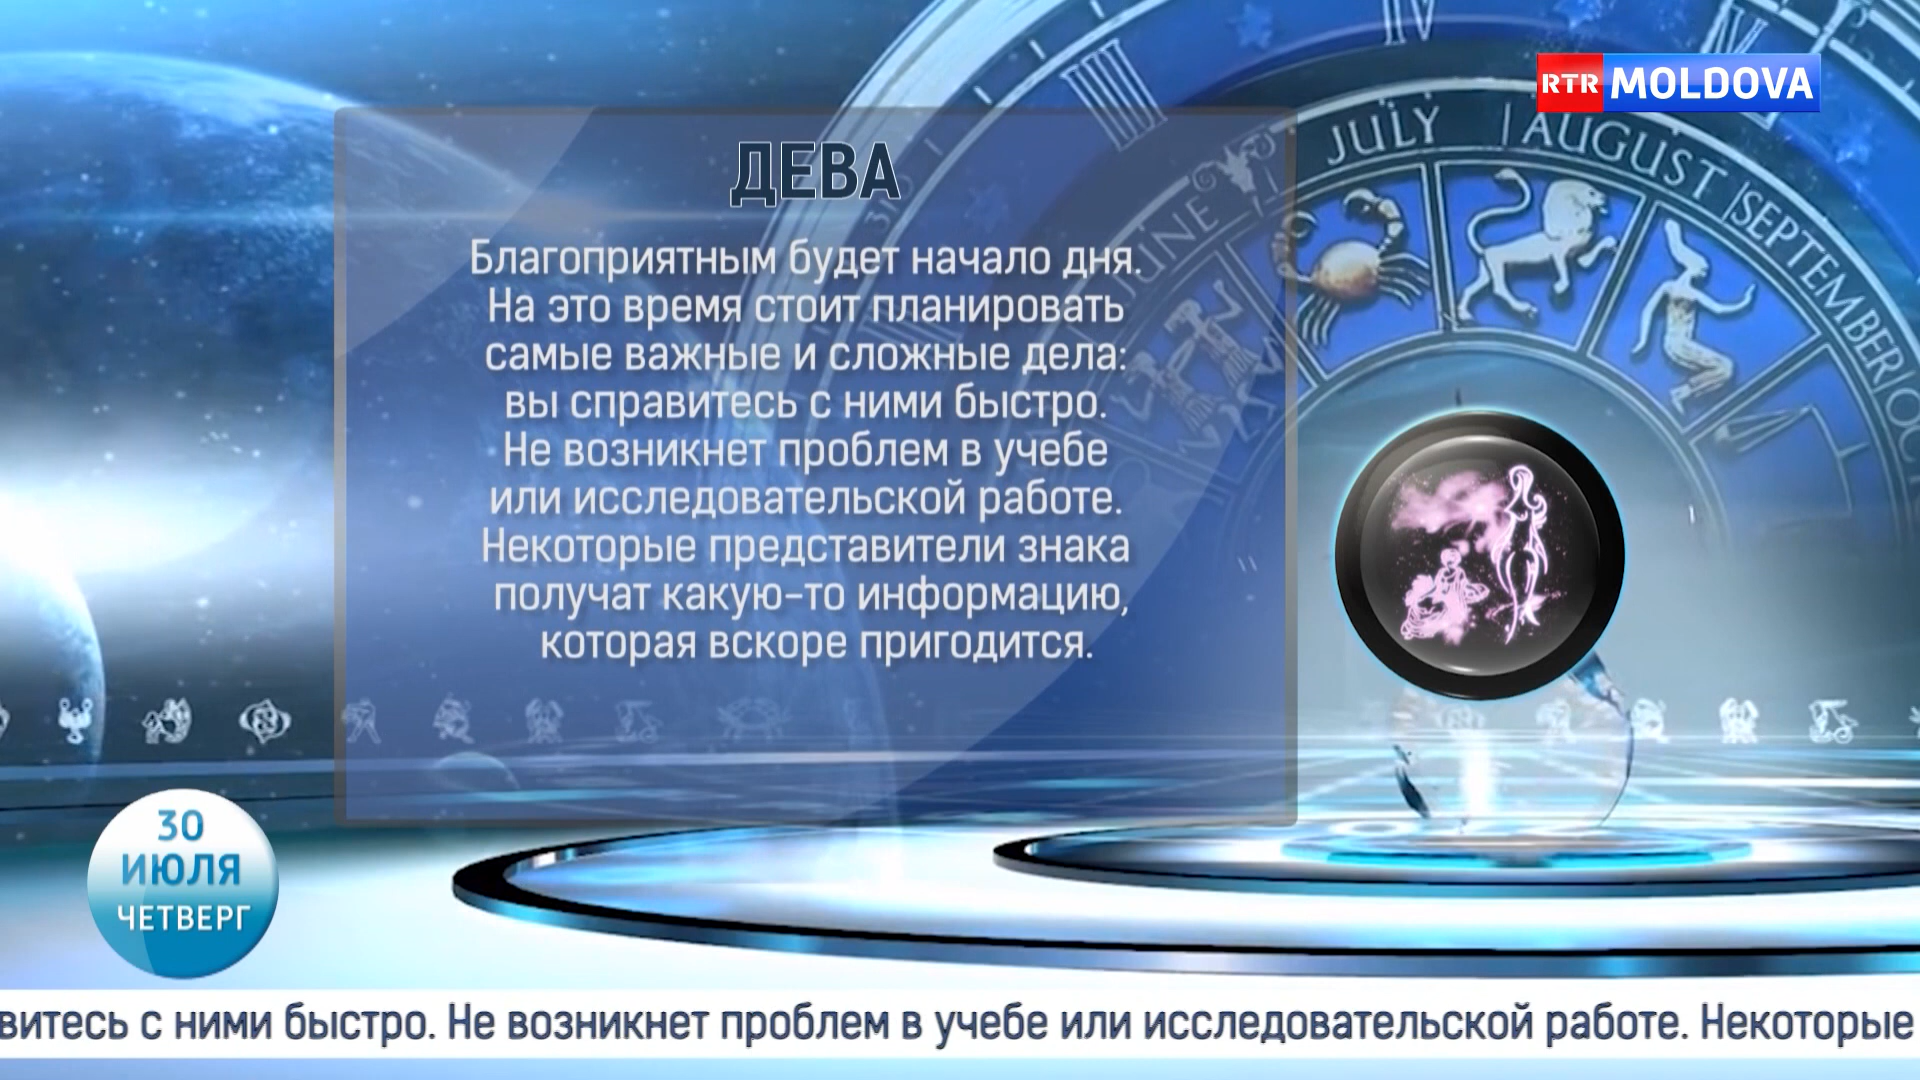 RTR MOLDOVA
IV
III
JUNE
JULY
AUGUST
SEPTEMBER
ДЕВА
Благоприятным будет начало дня.
На это время стоит планировать
самые важные и сложные дела:
вы справитесь с ними быстро.
Не возникнет проблем в учебе
или исследовательской работе.
Некоторые представители знака
получат какую-то информацию,
которая вскоре пригодится.
30
ИЮЛЯ
ЧЕТВЕРГ
витесь с ними быстро. Не возникнет проблем в учебе или исследовательской работе. Некоторые